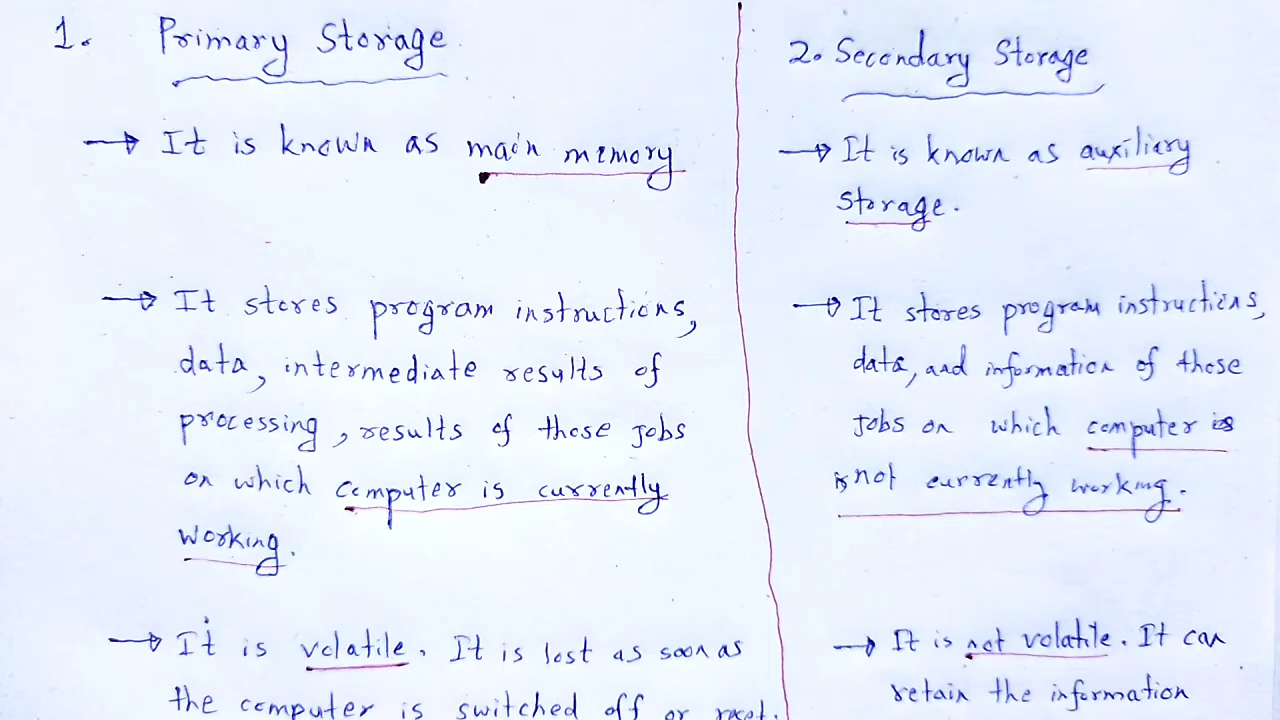 1. Primary Storage
→ It is known as main memory
→ It stores program instructions,
data, intermediate results of
processing, results of those jobs
on which computer is currently
working.
→ It is volatile. It is lost as soon as
the computer is switched off or
2. Secondary Storage
→ It is known as auxiliary
storage.
→ It stores program instructions,
data, and information of those
jobs on which computer is
is not currently working.
→ It is not volatile. It can
retain the information